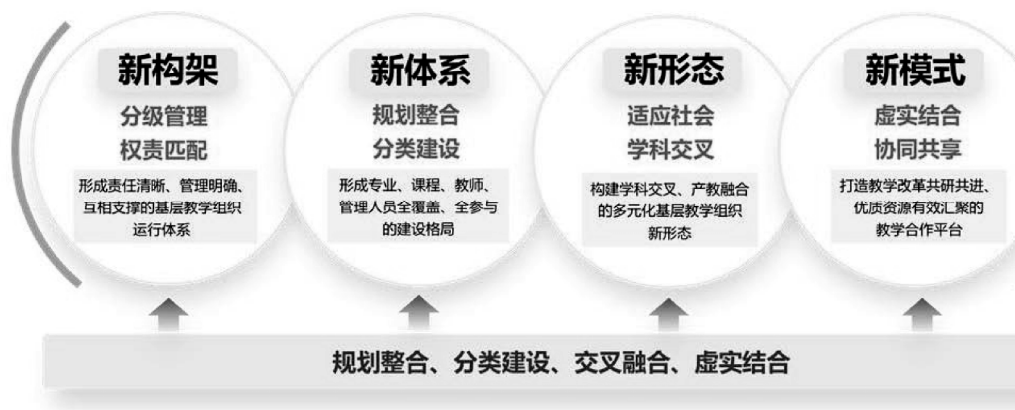 新构架
分级管理
权责匹配
形成责任清晰、管理明确、
互相支撑的基层教学组织
运行体系
新体系
规划整合
分类建设
形成专业、课程、教师、
管理人员全覆盖、全参与
的建设格局
新形态
适应社会
学科交叉
构建学科交叉、产教融合
的多元化基层教学组织
新形态
新模式
虚实结合
协同共享
打造教学改革共研共进、
优质资源有效汇聚的
教学合作平台
规划整合、分类建设、交叉融合、虚实结合